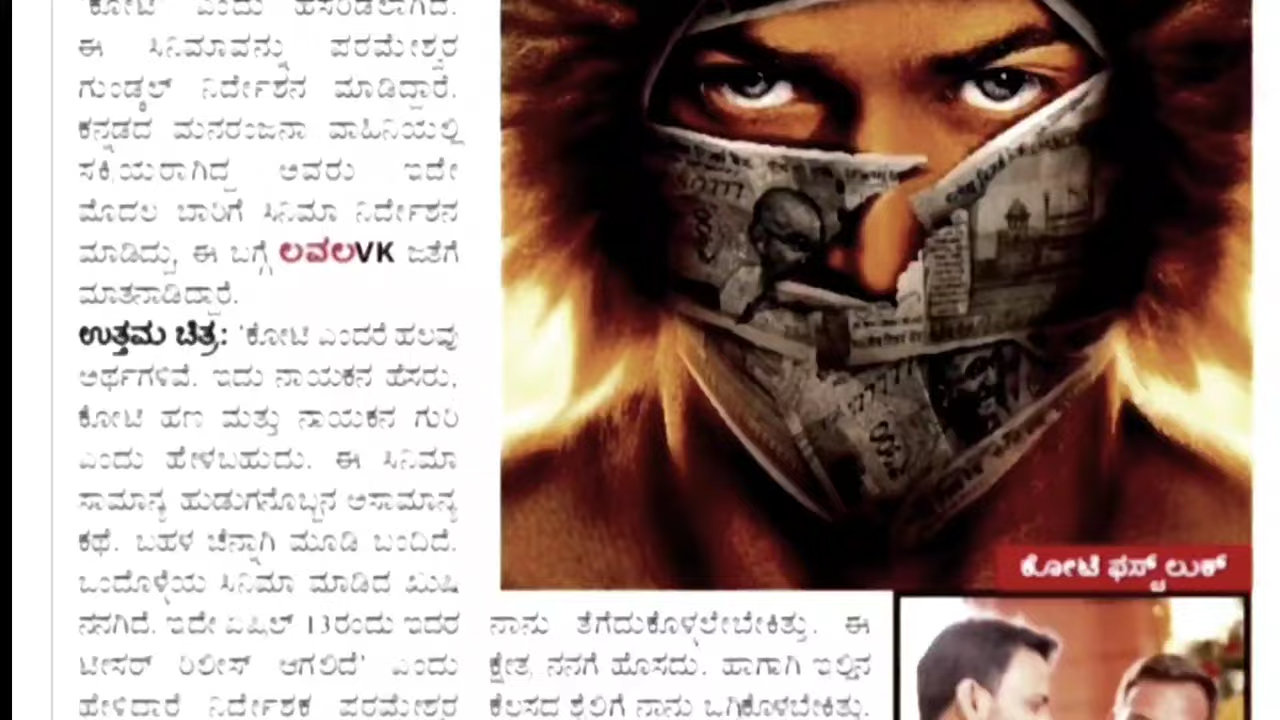 'ಕೋಟಿ' ಎಂದು ಹೆಸರಿಡಲಾಗಿದೆ.
ಈ ಸಿನಿಮಾವನ್ನು ಪರಮೇಶ್ವರ
ಗುಂಡ್ಕಲ್ ನಿರ್ದೇಶನ ಮಾಡಿದ್ದಾರೆ.
ಕನ್ನಡದ ಮನರಂಜನಾ ವಾಹಿನಿಯಲ್ಲಿ
ಸಕ್ರಿಯರಾಗಿದ್ದ ಅವರು ಇದೇ
ಮೊದಲ ಬಾರಿಗೆ ಸಿನಿಮಾ ನಿರ್ದೇಶನ
ಮಾಡಿದ್ದು, ಈ ಬಗ್ಗೆ ಲವಲVK ಜತೆಗೆ
ಮಾತನಾಡಿದ್ದಾರೆ.
ಉತ್ತಮ ಚಿತ್ರ: 'ಕೋಟಿ ಎಂದರೆ ಹಲವು
ಅರ್ಥಗಳಿವೆ. ಇದು ನಾಯಕನ ಹೆಸರು,
ಕೋಟಿ ಹಣ ಮತ್ತು ನಾಯಕನ ಗುರಿ
ಎಂದು ಹೇಳಬಹುದು. ಈ ಸಿನಿಮಾ
ಸಾಮಾನ್ಯ ಹುಡುಗನೊಬ್ಬನ ಅಸಾಮಾನ್ಯ
ಕಥೆ. ಬಹಳ ಚೆನ್ನಾಗಿ ಮೂಡಿ ಬಂದಿದೆ.
ಒಂದೊಳ್ಳೆಯ ಸಿನಿಮಾ ಮಾಡಿದ ಖುಷಿ
ನನಗಿದೆ. ಇದೇ ಏಪ್ರಿಲ್ 13ರಂದು ಇದರ
ಟೀಸರ್ ರಿಲೀಸ್ ಆಗಲಿದೆ' ಎಂದು
ಹೇಳಿದ್ದಾರೆ ನಿರ್ದೇಶಕ ಪರಮೇಶ್ವರ
ನಾನು ತೆಗೆದುಕೊಳ್ಳಲೇಬೇಕಿತ್ತು. ಈ
ಕ್ಷೇತ್ರ ನನಗೆ ಹೊಸದು. ಹಾಗಾಗಿ ಇಲ್ಲಿನ
ಕೆಲಸದ ಶೈಲಿಗೆ ನಾನು ಒಗ್ಗಿಕೊಳ್ಳಬೇಕಿತ್ತು.
ಕೋಟಿ ಫಸ್ಟ್ ಲುಕ್